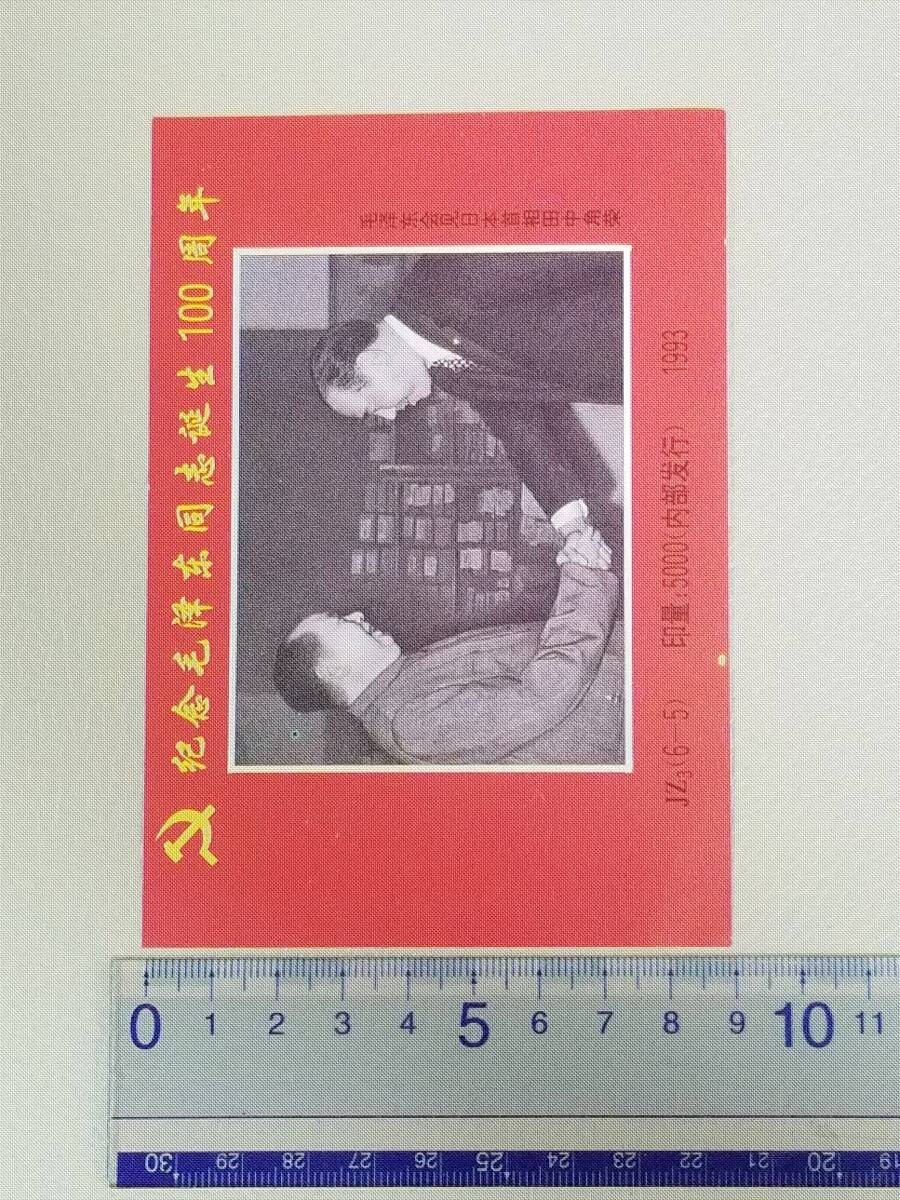 纪念毛泽东同志诞生100周年
毛泽东会见日本首相田中角荣
JZ3(6—5) 印量:5000(内部发行) 1993
0 1 2 3 4 5 6 7 8 9 10 11
30 29 28 27 26 25 24 23 22 21 20 19